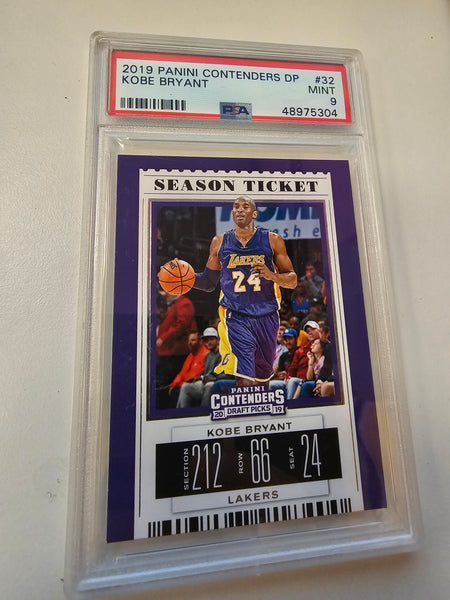 2019 PANINI CONTENDERS DP #32
KOBE BRYANT MINT
9
PSA 48975304
SEASON TICKET
LAKERS
24
PANINI
CONTENDERS
20 DRAFT PICKS 19
KOBE BRYANT
SECTION 212 ROW 66 SEAT 24
LAKERS